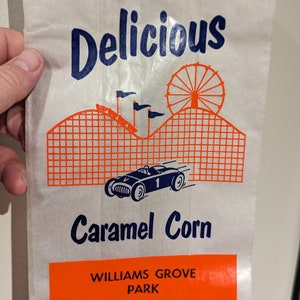 Delicious
1
Caramel Corn
WILLIAMS GROVE
PARK